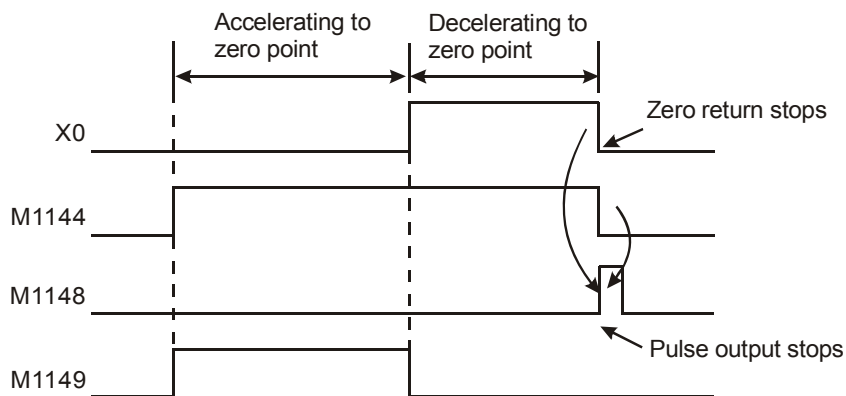 Accelerating to
zero point
Decelerating to
zero point
X0
Zero return stops
M1144
M1148
Pulse output stops
M1149